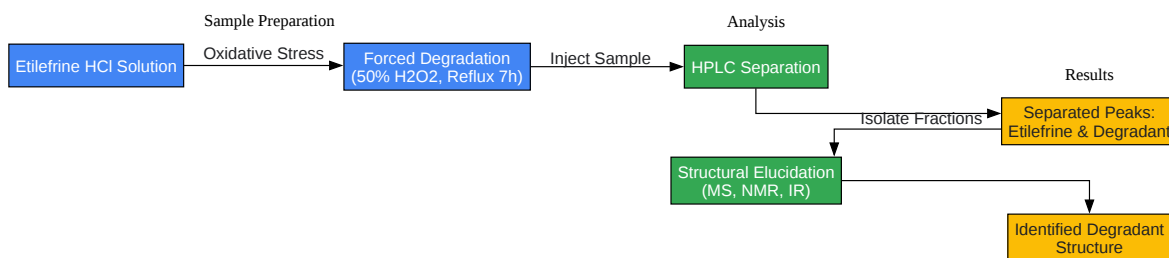 Sample Preparation
Analysis
Etilefrine HCl Solution
Oxidative Stress
Forced Degradation
(50% H2O2, Reflux 7h)
Inject Sample
HPLC Separation
Results
Separated Peaks:
Etilefrine & Degradant
Isolate Fractions
Structural Elucidation
(MS, NMR, IR)
Identified Degradant
Structure